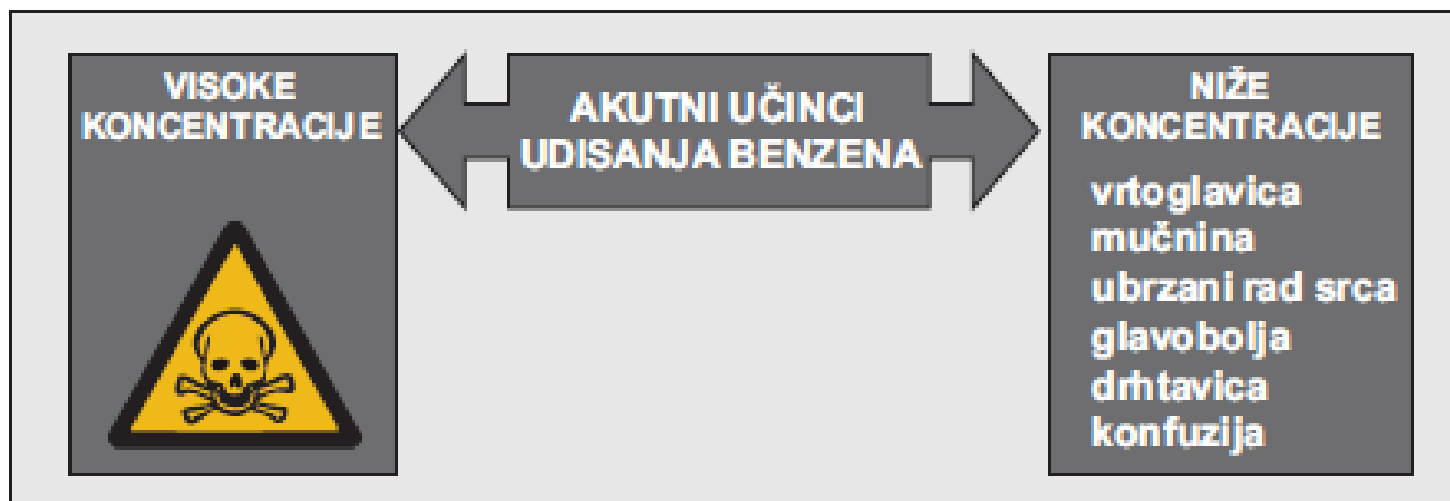 VISOKE
KONCENTRACIJE
AKUTNI UČINCI
UDISANJA BENZENA
NIŽE
KONCENTRACIJE
vrtoglavica
mučnina
ubrzani rad srca
glavobolja
drhtavica
konfuzija